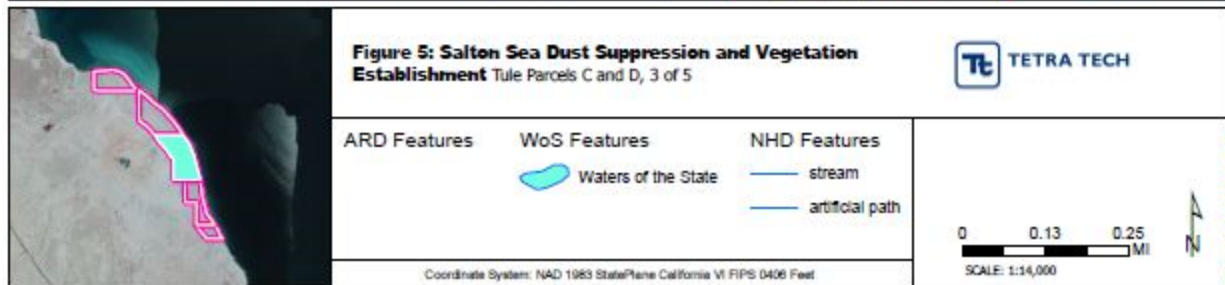 Figure 5: Salton Sea Dust Suppression and Vegetation
Establishment Tule Parcels C and D, 3 of 5
Tt TETRA TECH
ARD Features
WoS Features
Waters of the State
NHD Features
stream
artificial path
0 0.13 0.25
MI
SCALE: 1:14,000
N
Coordinate System: NAD 1983 StatePlane California VI FIPS 0406 Feet